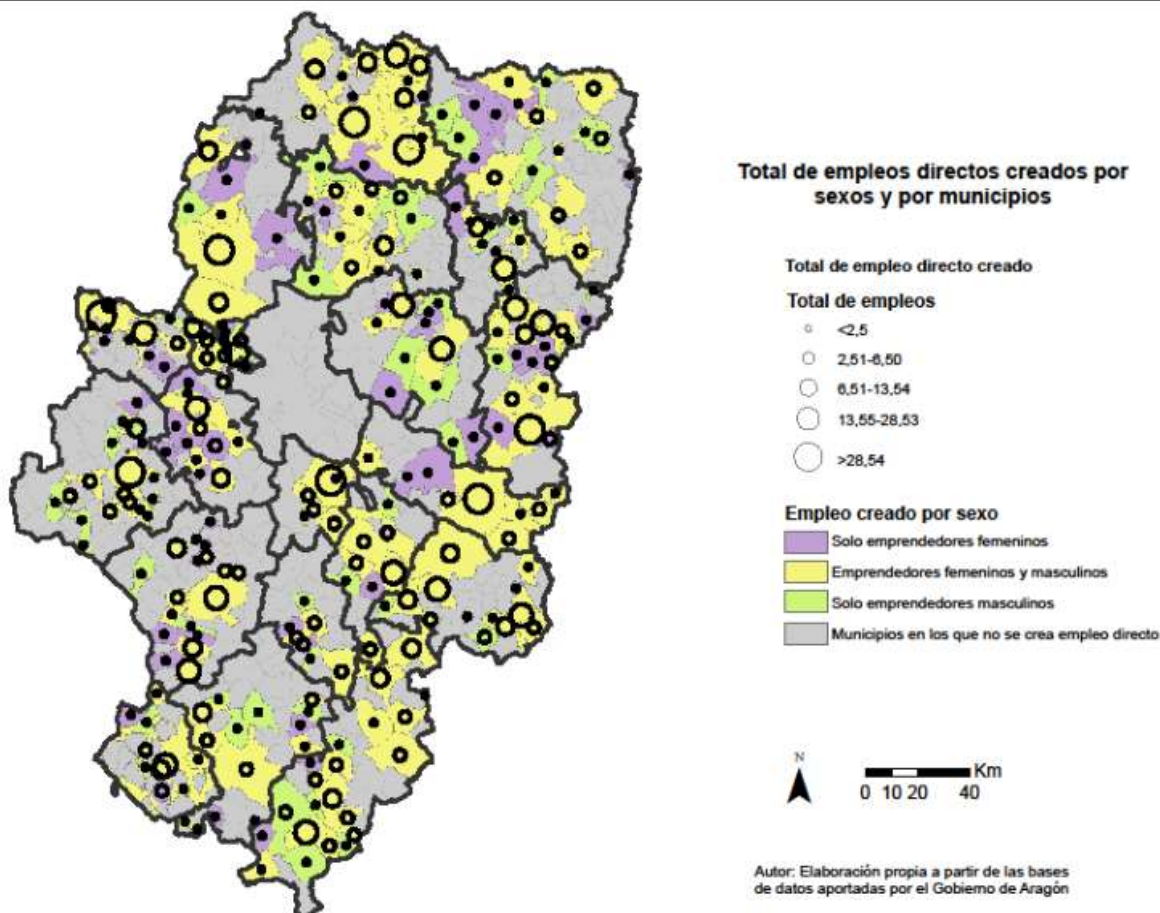 Total de empleos directos creados por
sexos y por municipios
Total de empleo directo creado
Total de empleos
<2,5
2,51-6,50
6,51-13,54
13,55-28,53
>28,54
Empleo creado por sexo
Solo emprendedores femeninos
Emprendedores femeninos y masculinos
Solo emprendedores masculinos
Municipios en los que no se crea empleo directo
N
Km
0 10 20 40
Autor: Elaboración propia a partir de las bases
de datos aportadas por el Gobierno de Aragón